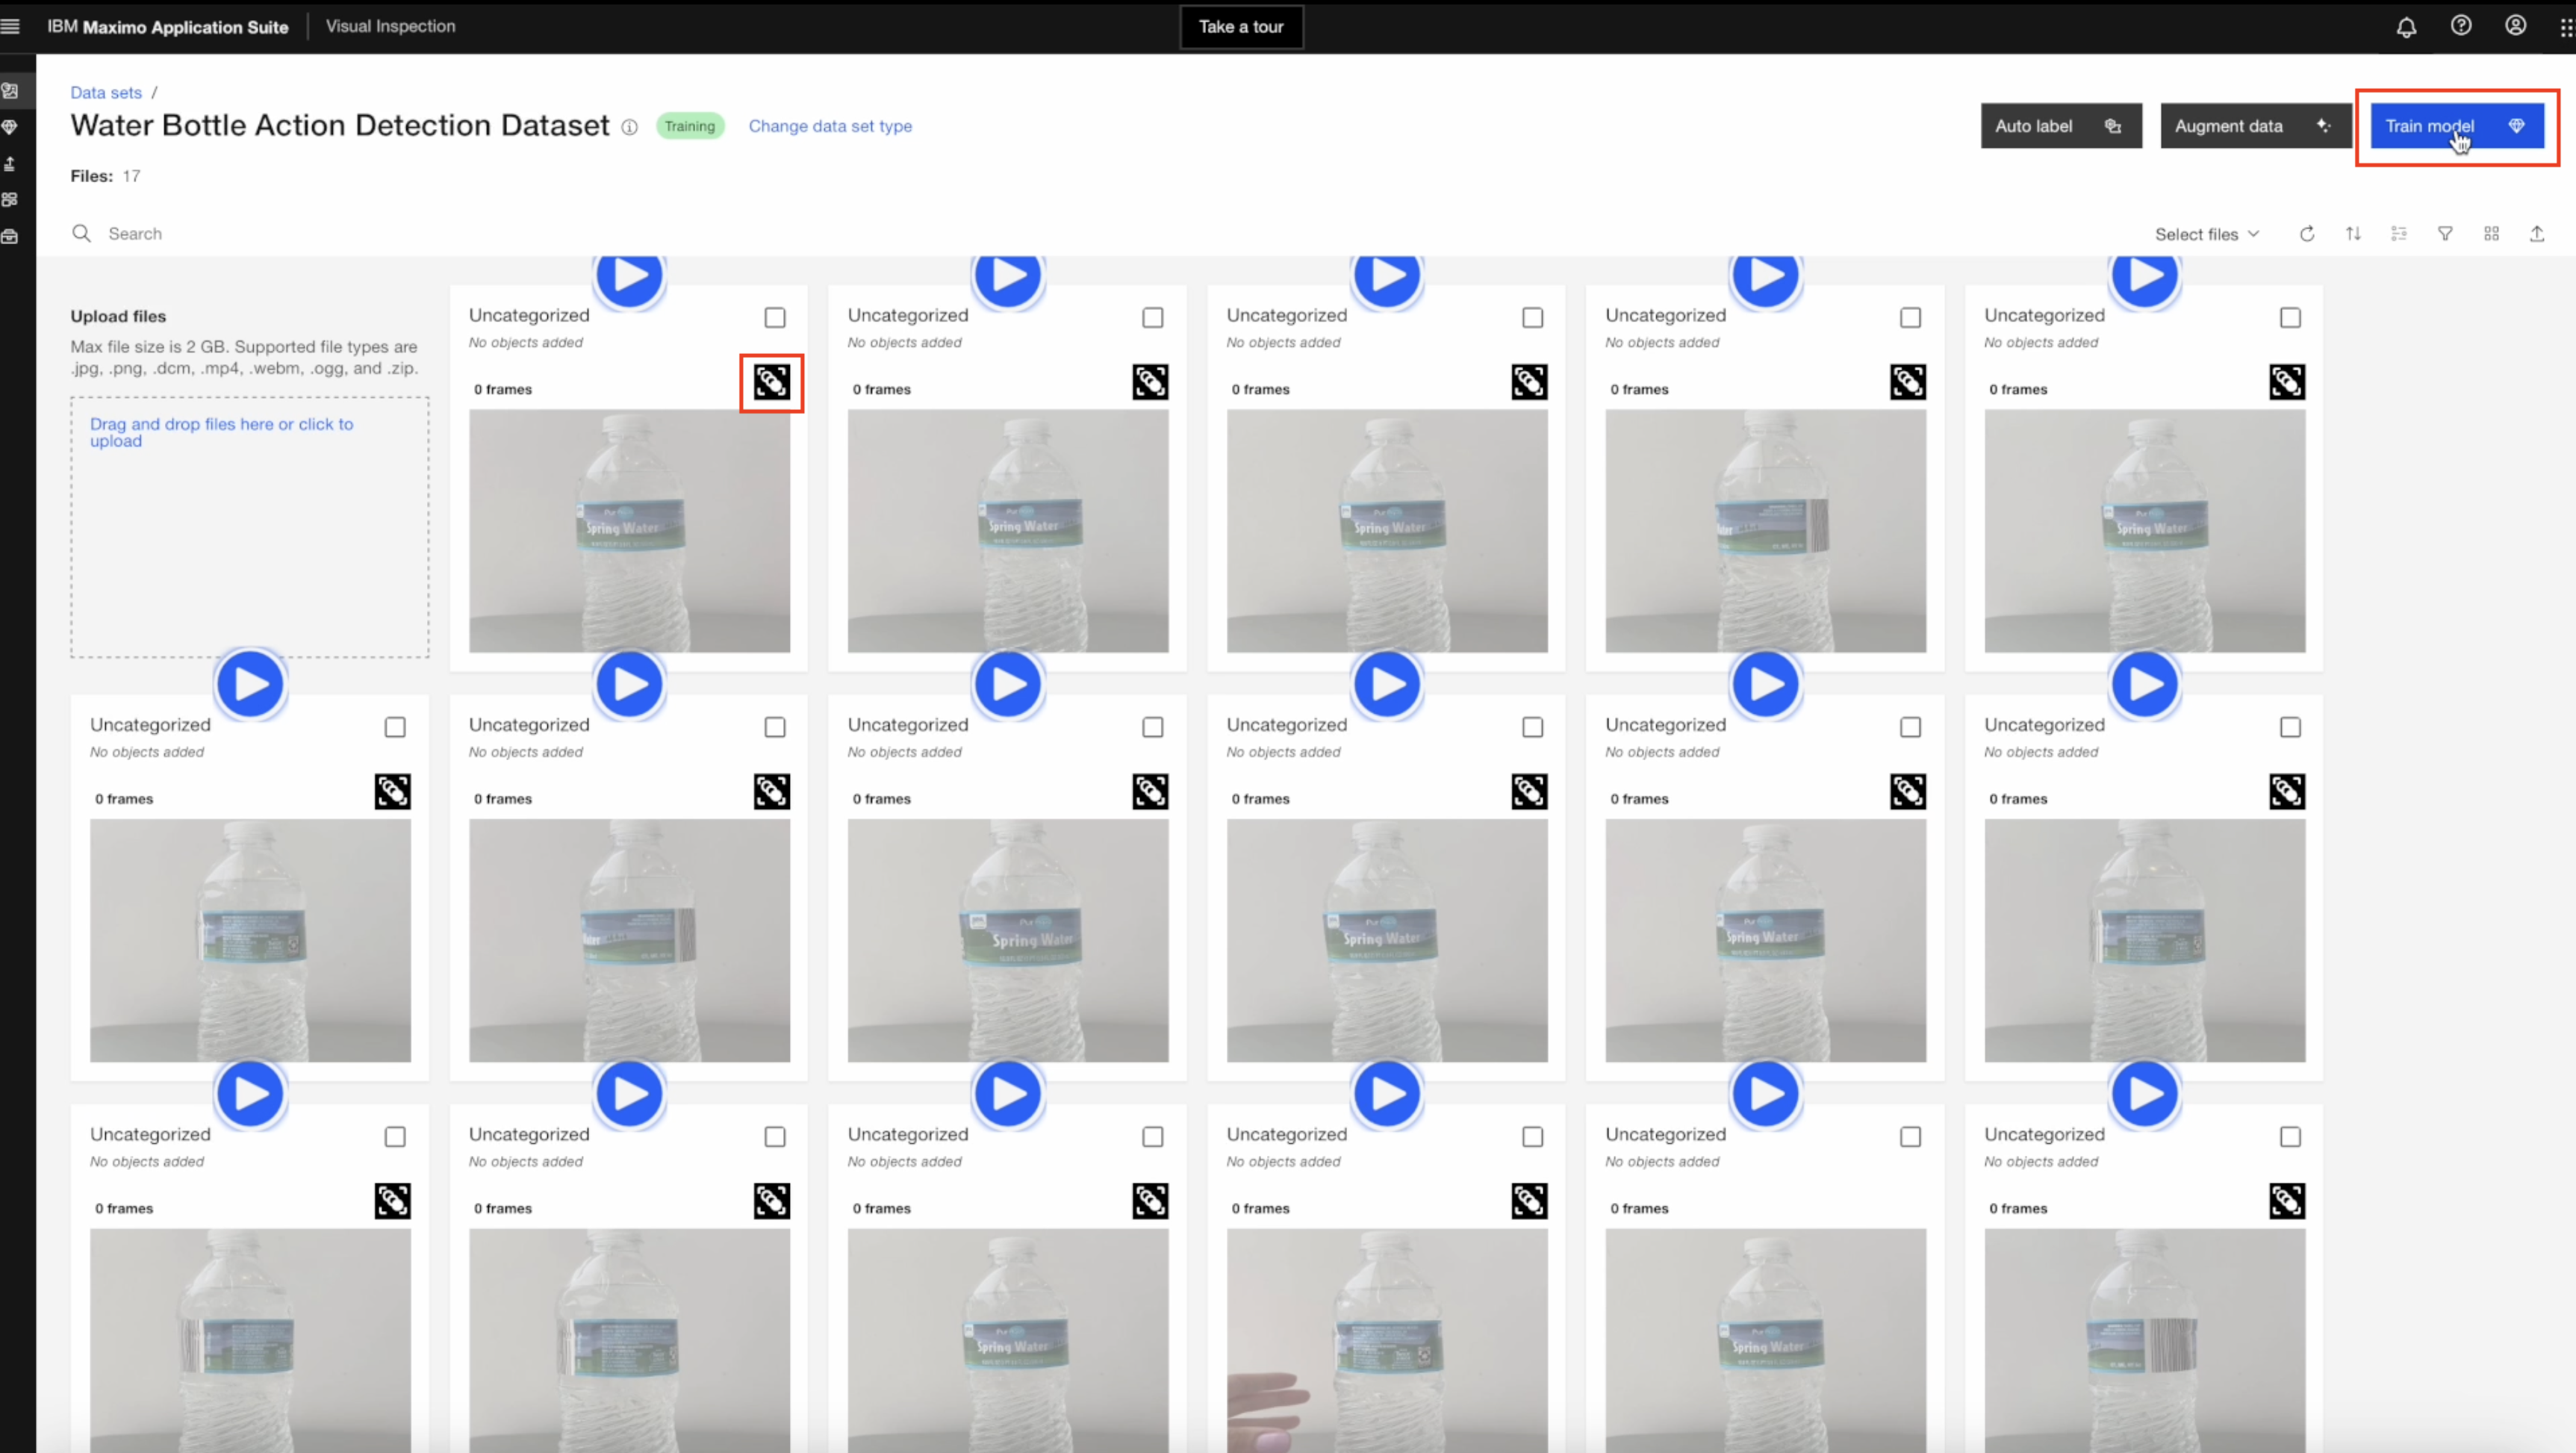 IBM Maximo Application Suite
Visual Inspection
Take a tour
Data sets /
Water Bottle Action Detection Dataset
Training
Change data set type
Auto label
Augment data
Train model
Files: 17
Search
Select files
Upload files
Max file size is 2 GB. Supported file types are
.jpg, .png, .dcm, .mp4, .webm, .ogg, and .zip.
Drag and drop files here or click to
upload
Uncategorized
No objects added
0 frames
Spring Water
Uncategorized
No objects added
0 frames
Spring Water
Uncategorized
No objects added
0 frames
Spring Water
Uncategorized
No objects added
0 frames
Uncategorized
No objects added
0 frames
Spring Water
Uncategorized
No objects added
0 frames
Uncategorized
No objects added
0 frames
Uncategorized
No objects added
0 frames
Spring Water
Uncategorized
No objects added
0 frames
Spring Water
Uncategorized
No objects added
0 frames
Spring Water
Uncategorized
No objects added
0 frames
Uncategorized
No objects added
0 frames
Uncategorized
No objects added
0 frames
Uncategorized
No objects added
0 frames
Spring Water
Uncategorized
No objects added
0 frames
Uncategorized
No objects added
0 frames
Spring Water
Uncategorized
No objects added
0 frames